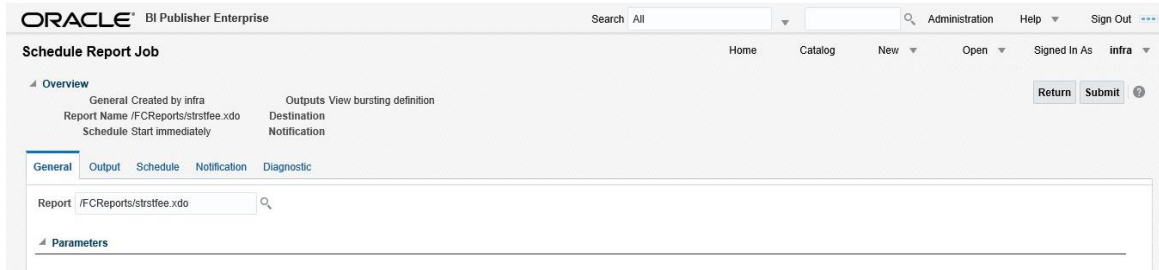 ORACLE® BI Publisher Enterprise Search All Administration Help Sign Out
Schedule Report Job Home Catalog New Open Signed In As infra
Overview
Return Submit
General Created by infra Outputs View bursting definition
Report Name /FCReports/strstfee.xdo Destination
Schedule Start immediately Notification
General Output Schedule Notification Diagnostic
Report /FCReports/strstfee.xdo
Parameters